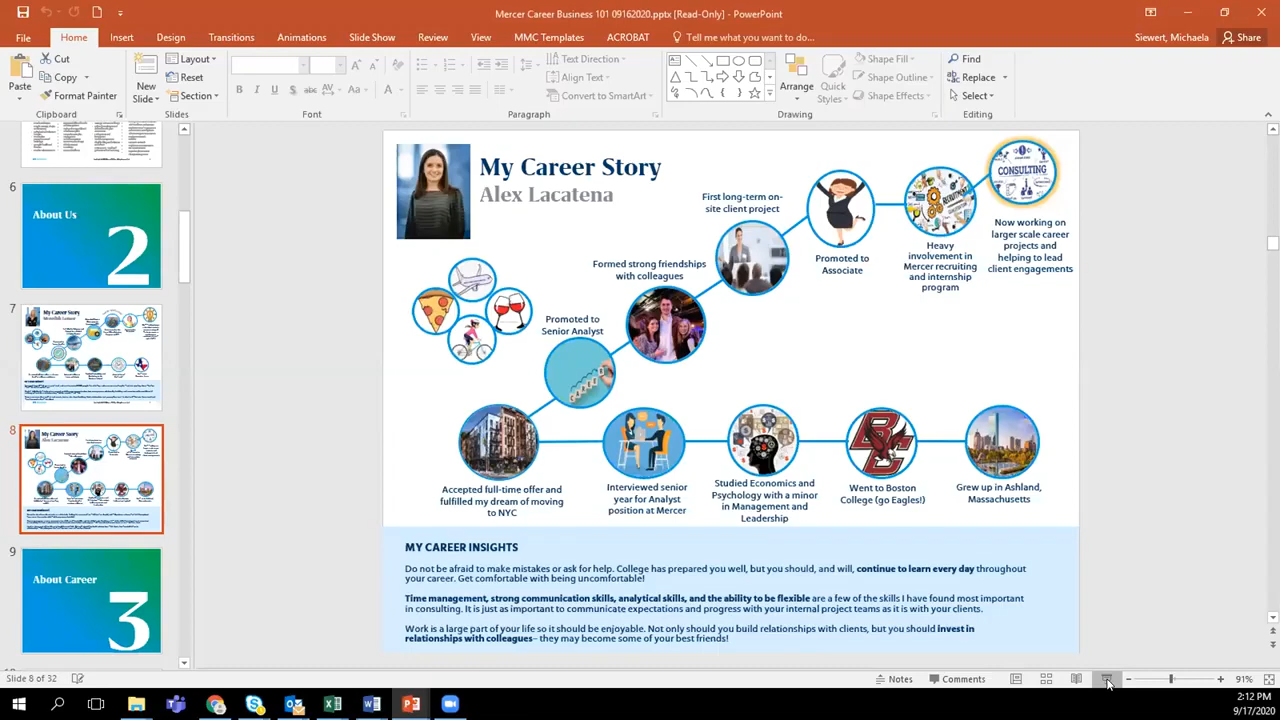 Mercer Career Business 101 09162020.pptx [Read-Only] - PowerPoint
File Home Insert Design Transitions Animations Slide Show Review View MMC Templates ACROBAT Tell me what you want to do... Siewert, Michaela Share
Paste
Cut
Copy
Format Painter
Clipboard
New Slide
Layout
Reset
Section
Slides
Font
Text Direction
Align Text
Convert to SmartArt
Paragraph
Arrange
Quick Styles
Shape Fill
Shape Outline
Shape Effects
Drawing
Find
Replace
Select
Editing
6
About Us
2
7
My Career Story
8
My Career Story
Alex Lacatena
9
About Career
3
My Career Story
Alex Lacatena
First long-term on-
site client project
CONSULTING
Now working on
larger scale career
projects and
helping to lead
client engagements
Heavy
involvement in
Mercer recruiting
and internship
program
Promoted to
Associate
Formed strong friendships
with colleagues
Promoted to
Senior Analyst
Accepted full-time offer and
fulfilled my dream of moving
to NYC
Interviewed senior
year for Analyst
position at Mercer
Studied Economics and
Psychology with a minor
in Management and
Leadership
BC
Went to Boston
College (go Eagles!)
Grew up in Ashland,
Massachusetts
MY CAREER INSIGHTS
Do not be afraid to make mistakes or ask for help. College has prepared you well, but you should, and will, continue to learn every day throughout
your career. Get comfortable with being uncomfortable!
Time management, strong communication skills, analytical skills, and the ability to be flexible are a few of the skills I have found most important
in consulting. It is just as important to communicate expectations and progress with your internal project teams as it is with your clients.
Work is a large part of your life so it should be enjoyable. Not only should you build relationships with clients, but you should invest in
relationships with colleagues– they may become some of your best friends!
Slide 8 of 32
Notes
Comments
91%
2:12 PM
9/17/2020